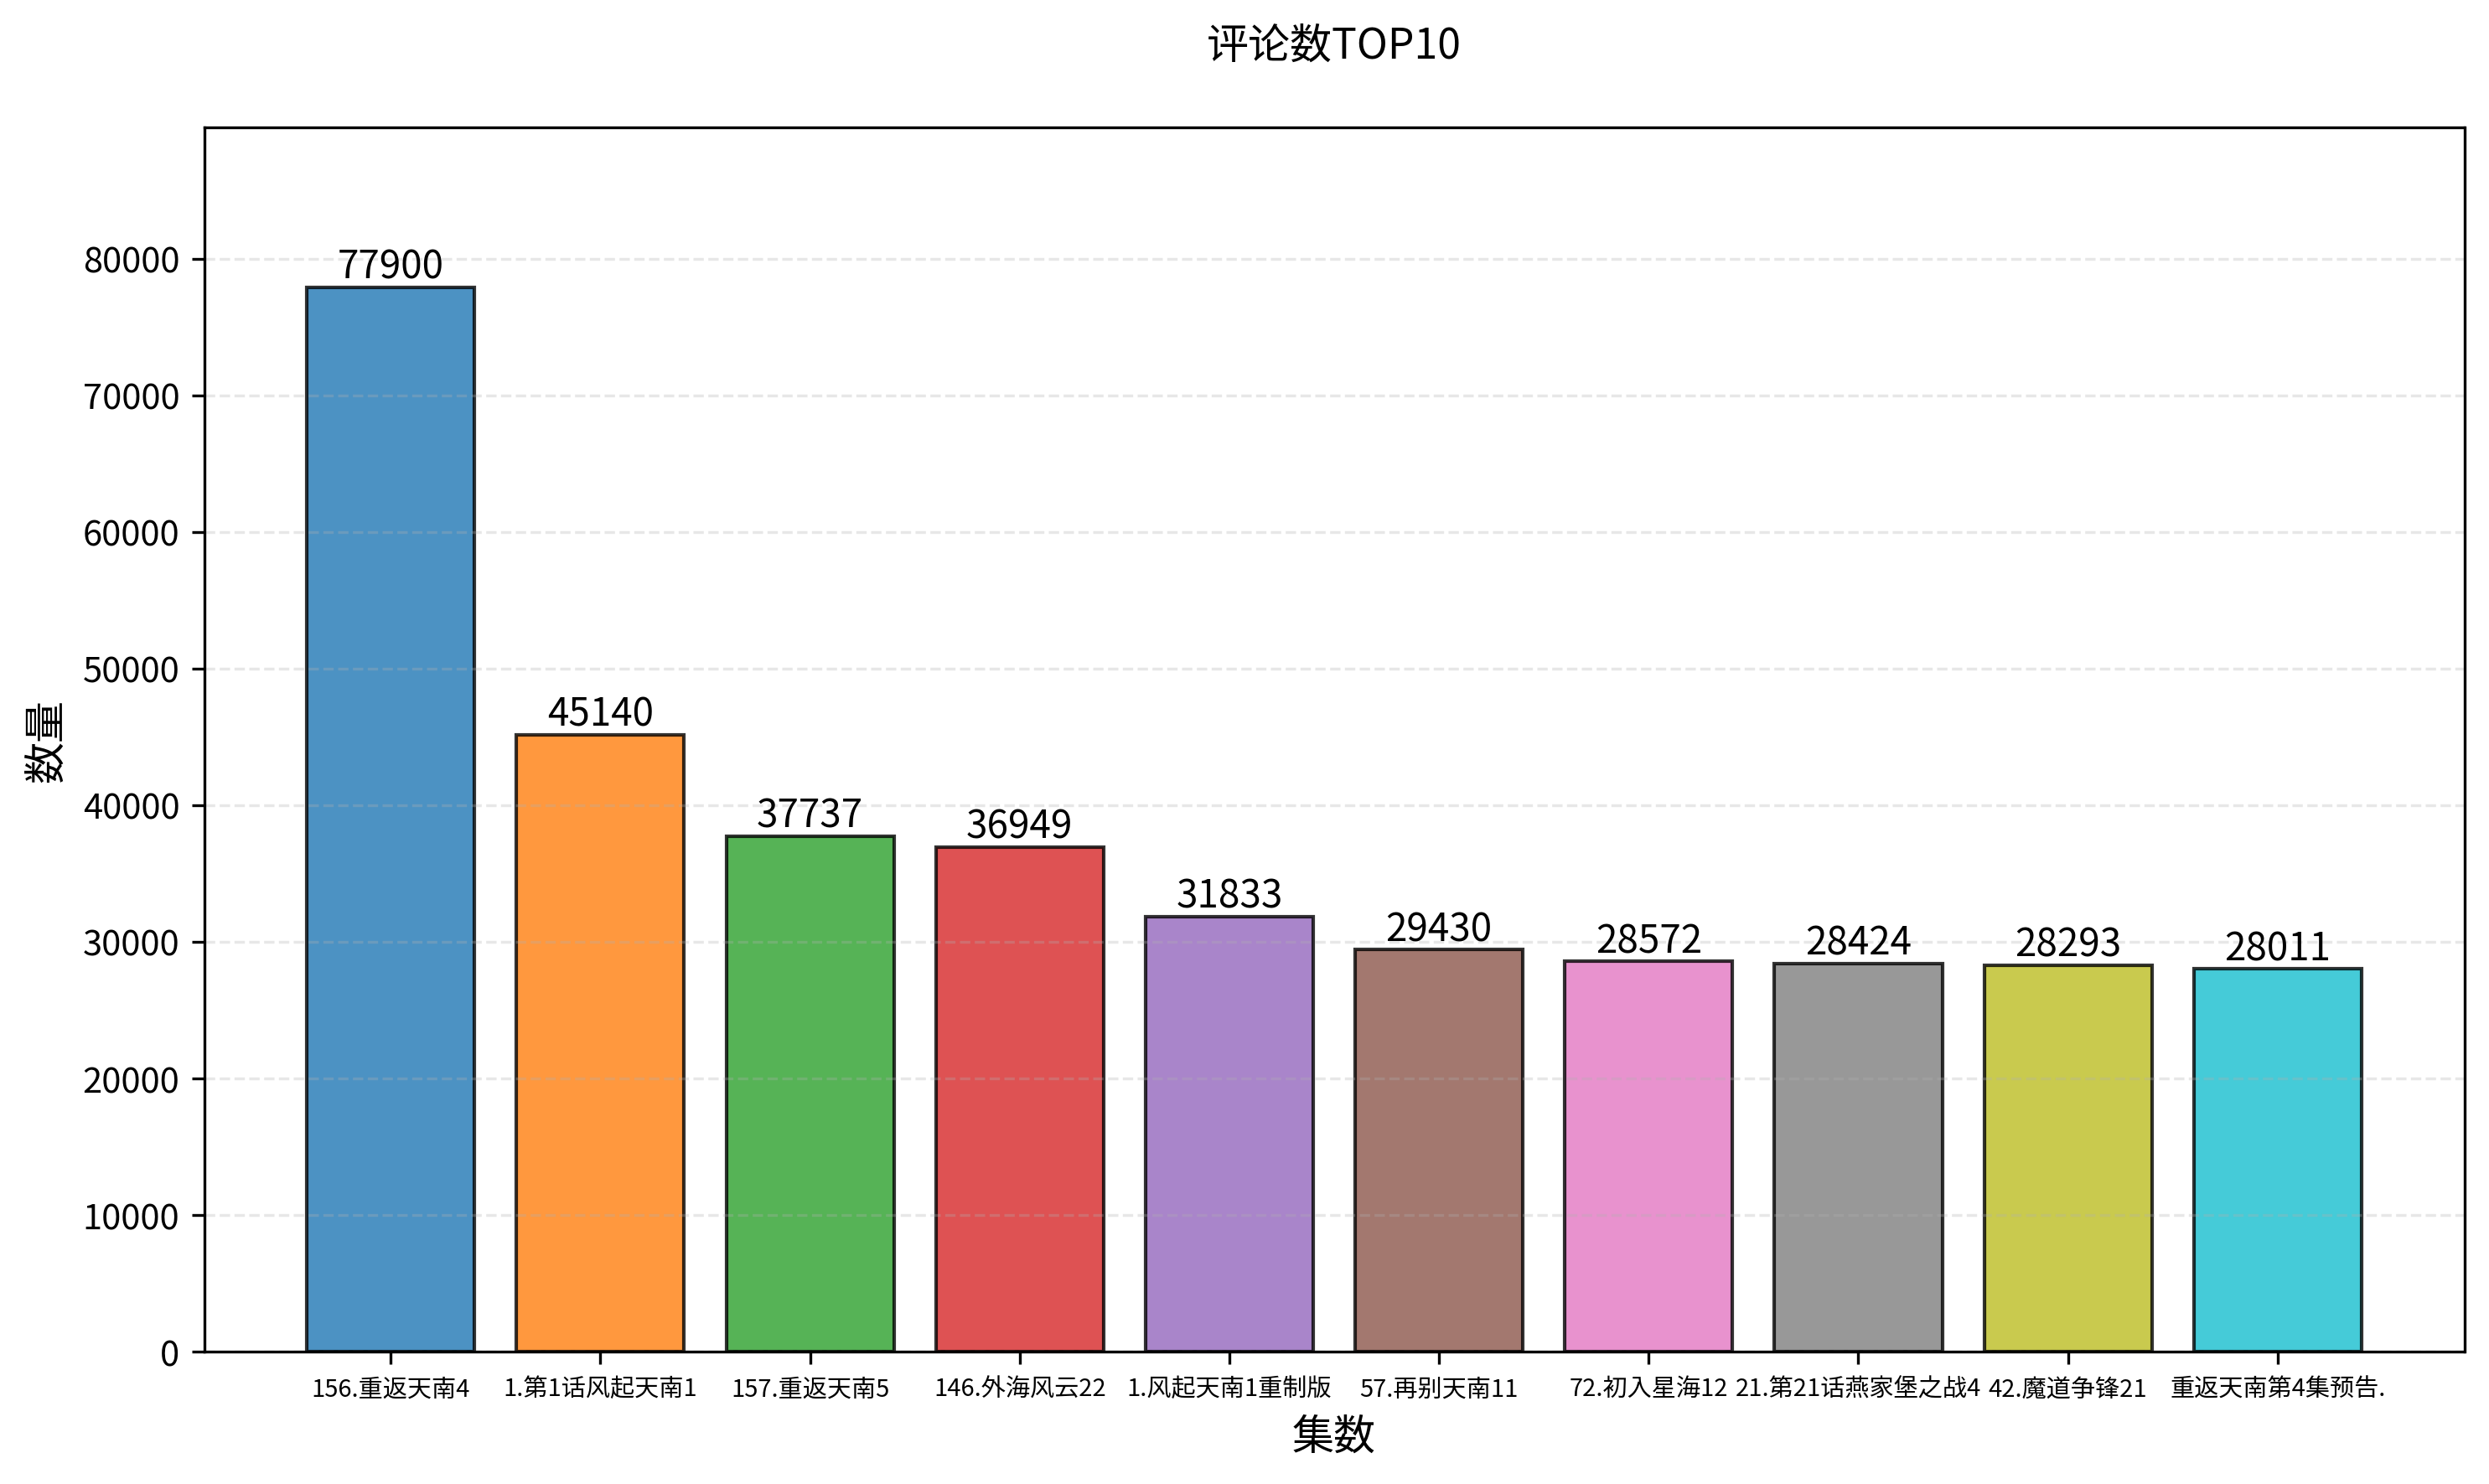 评论数TOP10
数量
80000
70000
60000
50000
40000
30000
20000
10000
0
77900
45140
37737
36949
31833
29430
28572
28424
28293
28011
156.重返天南4
1.第1话风起天南1
157.重返天南5
146.外海风云22
1.风起天南1重制版
57.再别天南11
72.初入星海12
21.第21话燕家堡之战4
42.魔道争锋21
重返天南第4集预告.
集数